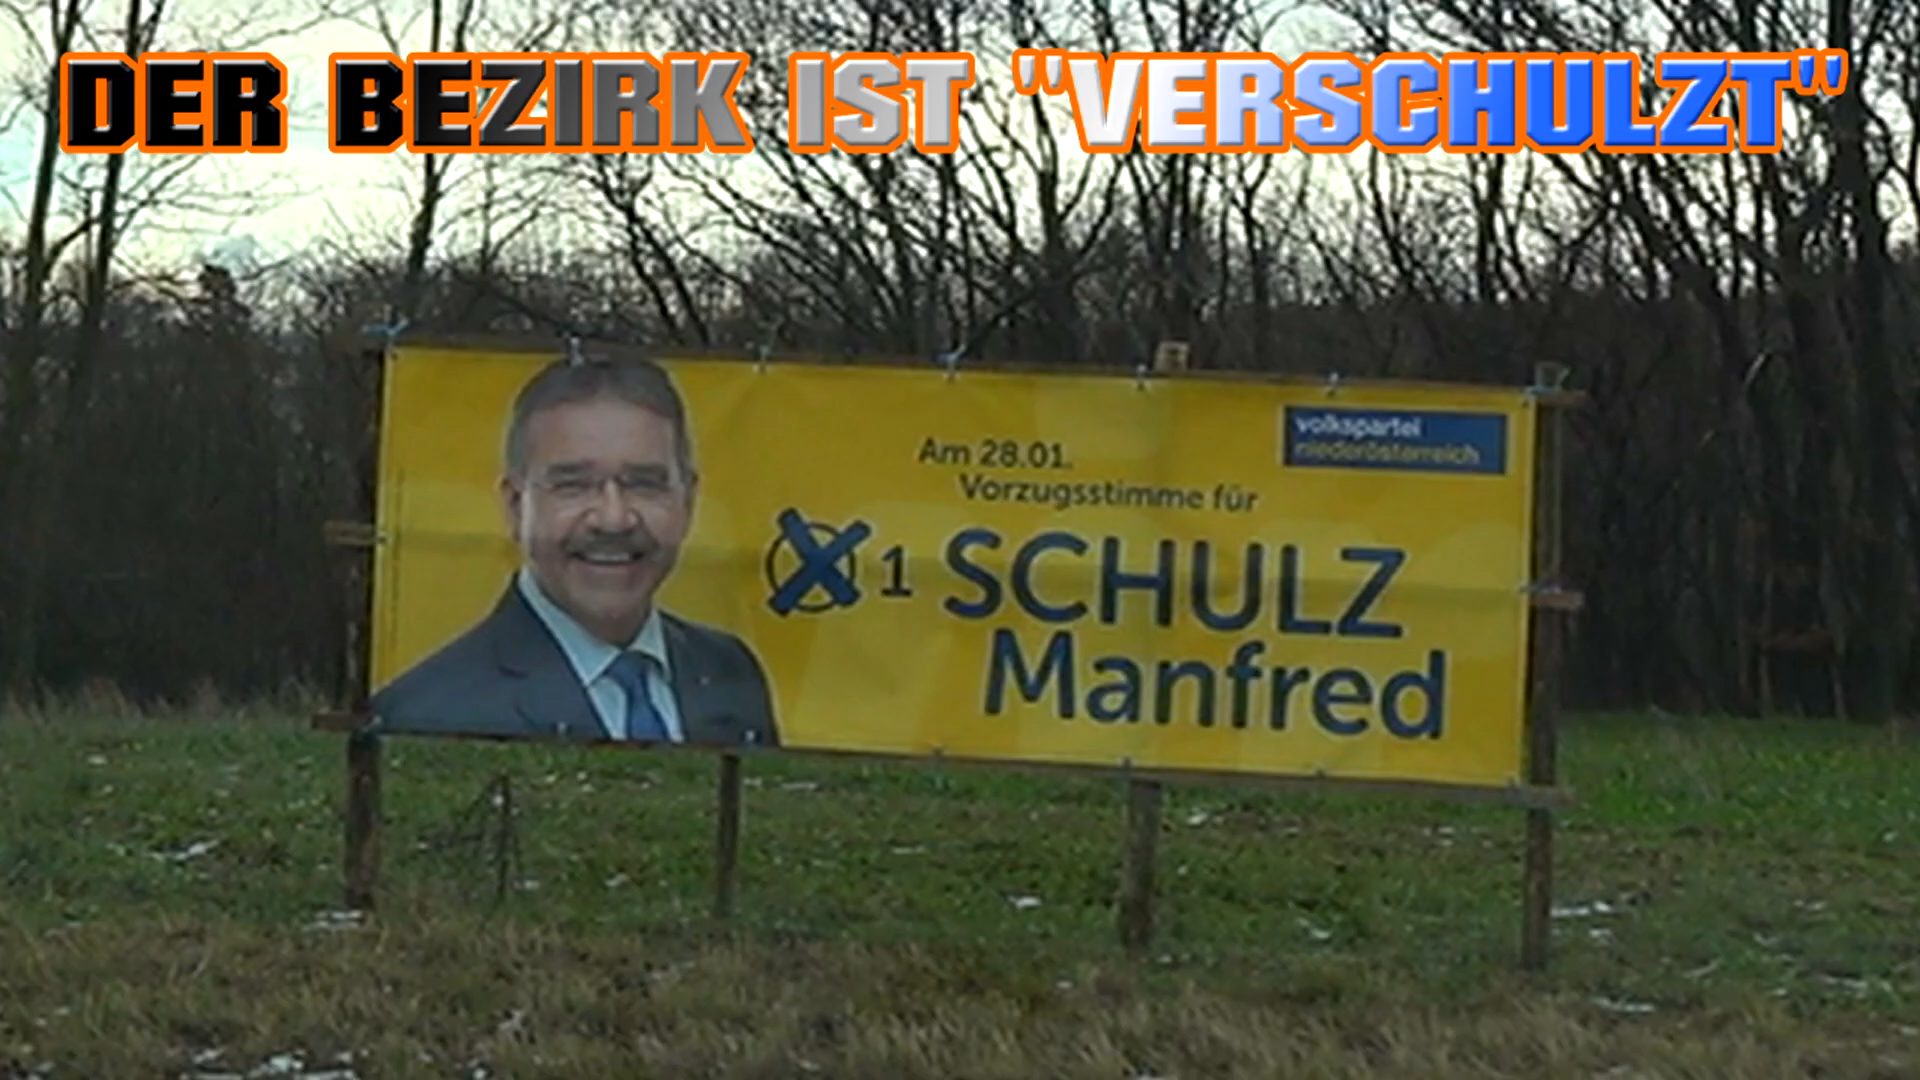 DER BEZIRK IST "VERSCHULZT"
volkspartei
niederösterreich
Am 28.01.
Vorzugsstimme für
1 SCHULZ
Manfred